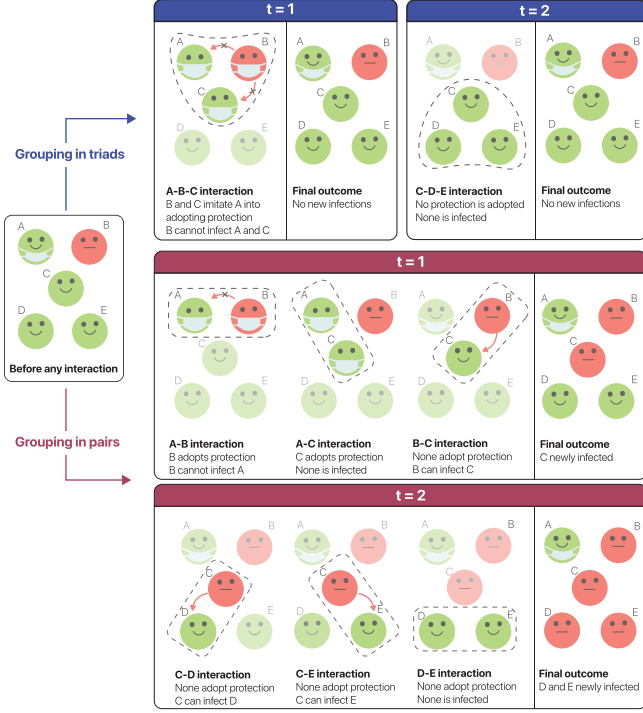 t = 1
t = 2
A
B
C
D
E
A
B
C
D
E
A
B
C
D
E
A
B
C
D
E
Grouping in triads
A-B-C interaction
B and C imitate A into
adopting protection
B cannot infect A and C
Final outcome
No new infections
C-D-E interaction
No protection is adopted
None is infected
Final outcome
No new infections
A
B
C
D
E
Before any interaction
Grouping in pairs
t = 1
A
B
C
D
E
A
B
C
D
E
A
B
C
D
E
A
B
C
D
E
A-B interaction
B adopts protection
B cannot infect A
A-C interaction
C adopts protection
None is infected
B-C interaction
None adopt protection
B can infect C
Final outcome
C newly infected
t = 2
A
B
C
D
E
A
B
C
D
E
A
B
C
D
E
A
B
C
D
E
C-D interaction
None adopt protection
C can infect D
C-E interaction
None adopt protection
C can infect E
D-E interaction
None adopt protection
None is infected
Final outcome
D and E newly infected